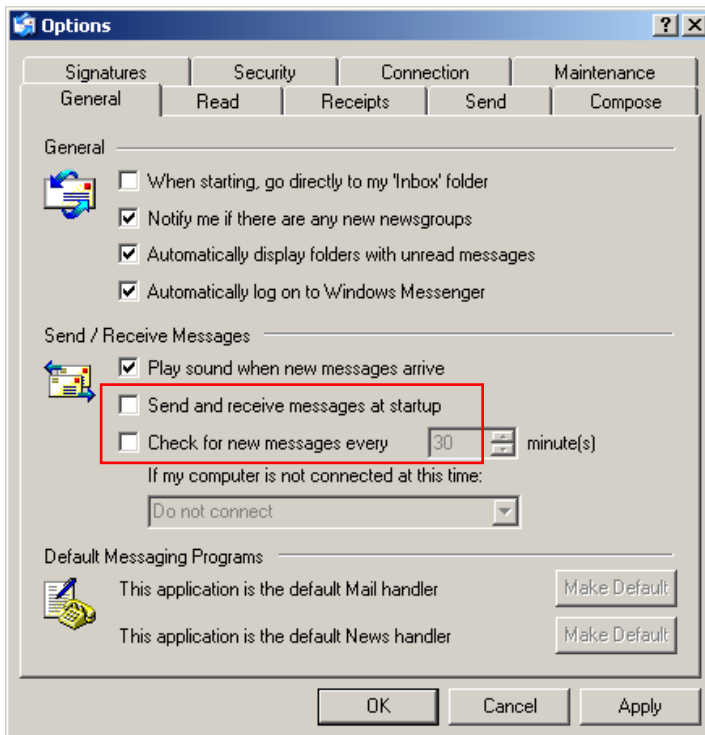 Options
Signatures Security Connection Maintenance
General Read Receipts Send Compose
General
When starting, go directly to my 'Inbox' folder
Notify me if there are any new newsgroups
Automatically display folders with unread messages
Automatically log on to Windows Messenger
Send / Receive Messages
Play sound when new messages arrive
Send and receive messages at startup
Check for new messages every 30 minute(s)
If my computer is not connected at this time:
Do not connect
Default Messaging Programs
This application is the default Mail handler Make Default
This application is the default News handler Make Default
OK Cancel Apply